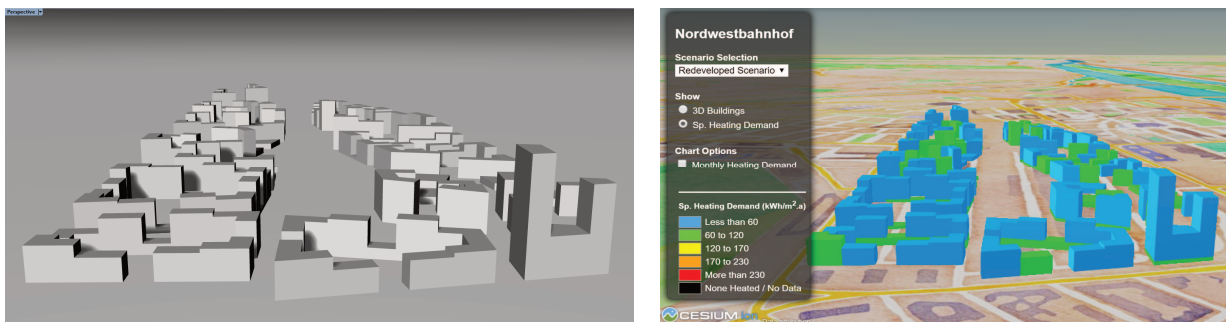 Perspective
Nordwestbahnhof
Scenario Selection
Redeveloped Scenario
Show
3D Buildings
Sp. Heating Demand
Chart Options
Monthly Heating Demand
Sp. Heating Demand (kWh/m².a)
Less than 60
60 to 120
120 to 170
170 to 230
More than 230
None Heated / No Data
CESIUM ion